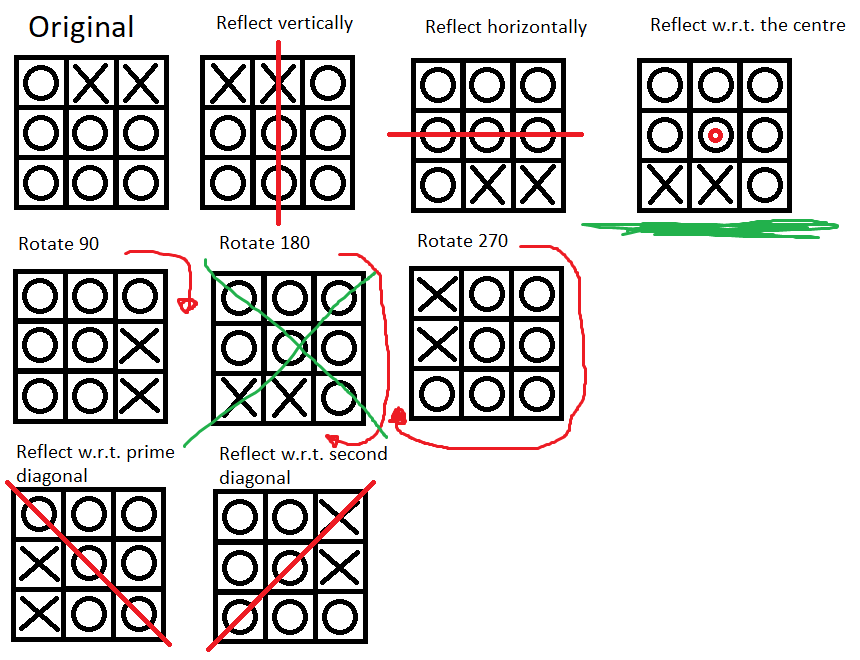 Original
Reflect vertically
Reflect horizontally
Reflect w.r.t. the centre
O X X
O O O
O O O
X X O
O O O
O O O
O O O
O O O
O X X
O O O
O O O
X X O
Rotate 90
Rotate 180
Rotate 270
O O O
O O X
O O X
O O O
O O O
X X O
X O O
X O O
O O O
Reflect w.r.t. prime
diagonal
Reflect w.r.t. second
diagonal
O O O
X O O
X O O
O O X
O O X
O O O